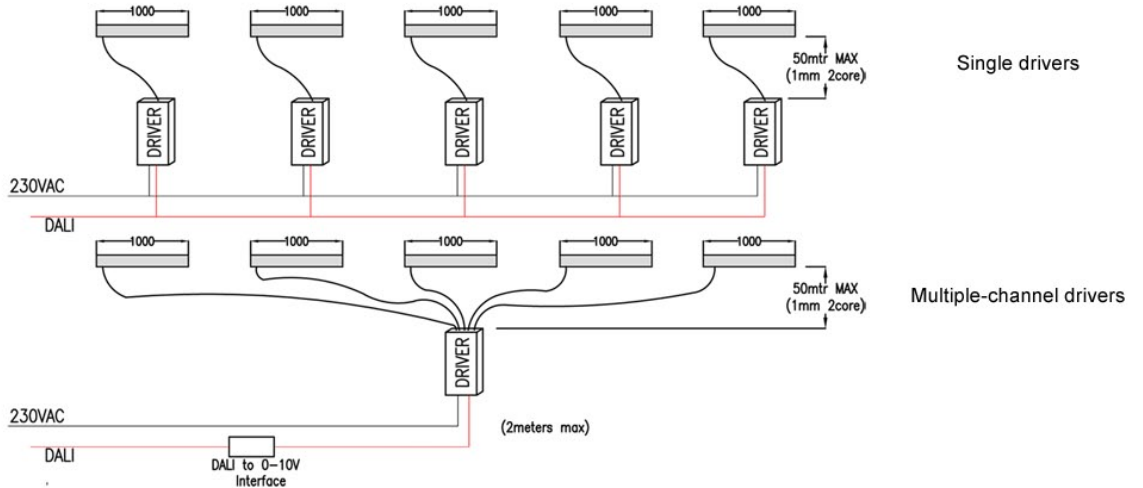 1000 1000 1000 1000 1000
50mtr MAX
(1mm 2core)
Single drivers
DRIVER DRIVER DRIVER DRIVER DRIVER
230VAC
DALI
1000 1000 1000 1000 1000
50mtr MAX
(1mm 2core)
Multiple-channel drivers
DRIVER
230VAC
(2meters max)
DALI
DALI to 0-10V
Interface